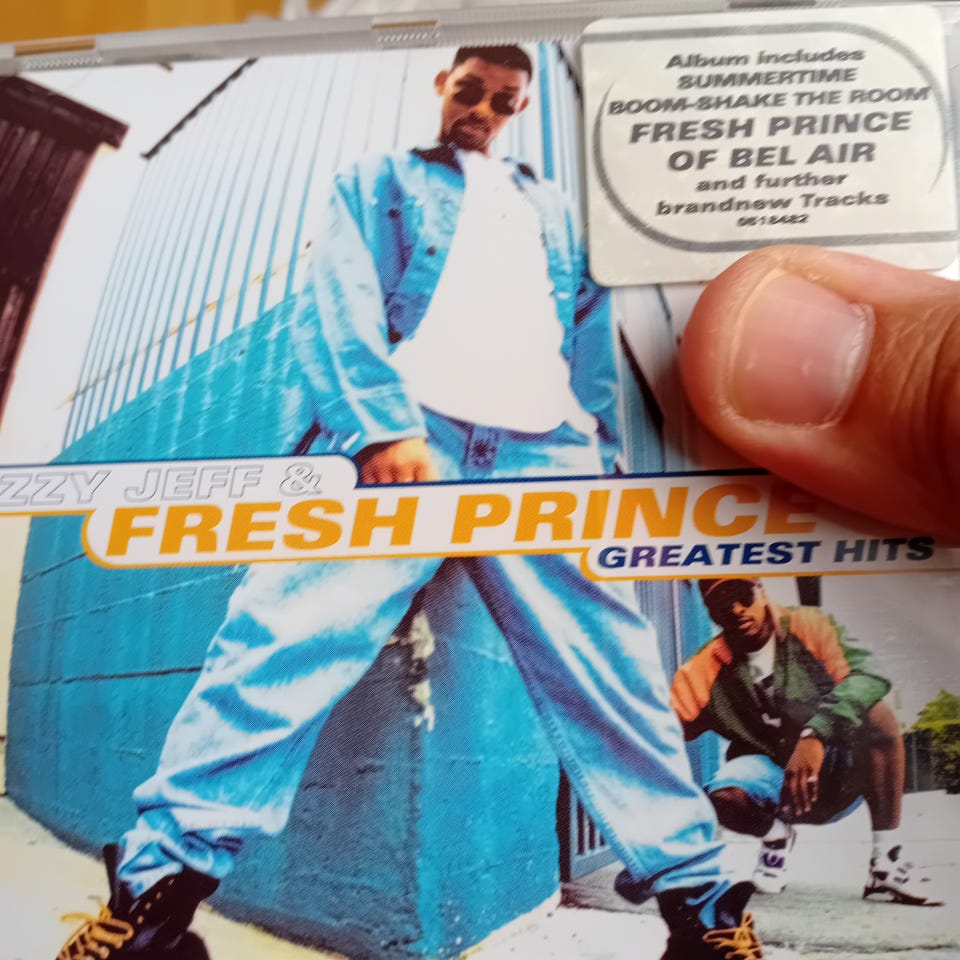 Album includes
SUMMERTIME
BOOM-SHAKE THE ROOM
FRESH PRINCE
OF BEL AIR
and further
brandnew Tracks
0618482
ZZY JEFF &
FRESH PRINCE
GREATEST HITS